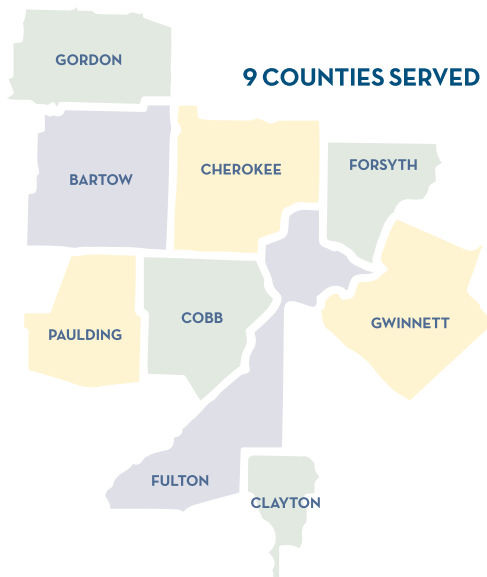 GORDON
9 COUNTIES SERVED
BARTOW
CHEROKEE
FORSYTH
PAULDING
COBB
GWINNETT
FULTON
CLAYTON